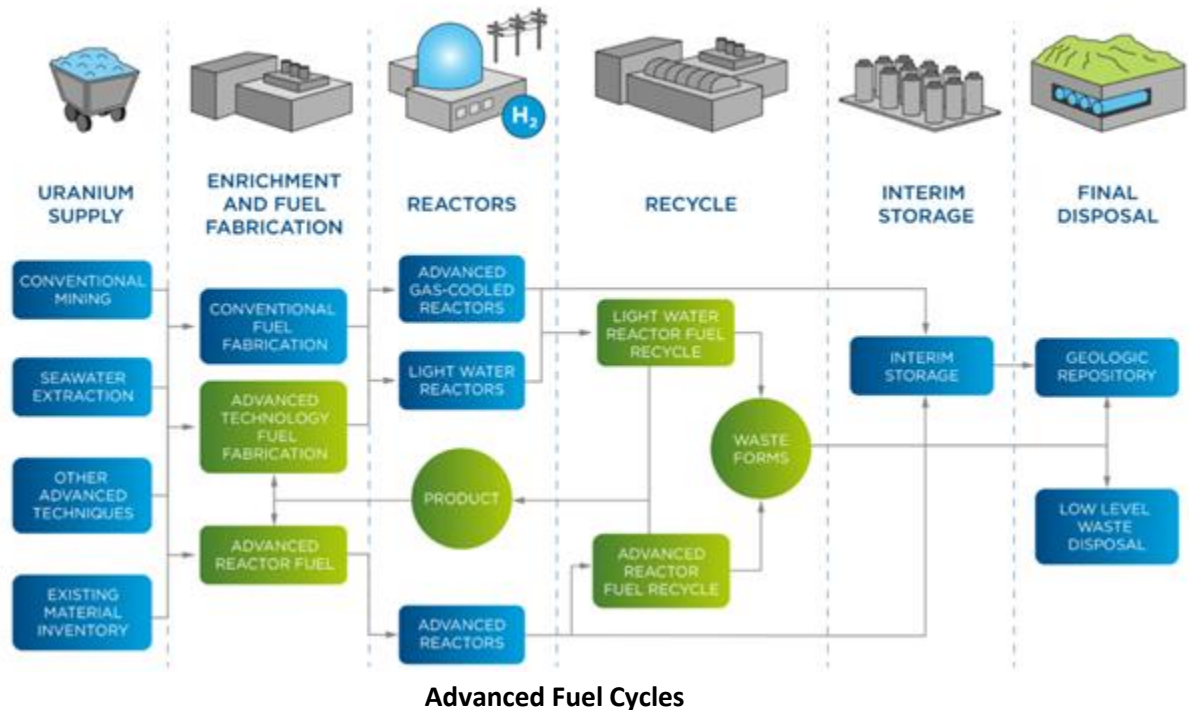 H₂
URANIUM
SUPPLY
ENRICHMENT
AND FUEL
FABRICATION
REACTORS
RECYCLE
INTERIM
STORAGE
FINAL
DISPOSAL
CONVENTIONAL
MINING
SEAWATER
EXTRACTION
OTHER
ADVANCED
TECHNIQUES
EXISTING
MATERIAL
INVENTORY
CONVENTIONAL
FUEL
FABRICATION
ADVANCED
TECHNOLOGY
FUEL
FABRICATION
ADVANCED
REACTOR FUEL
ADVANCED
GAS-COOLED
REACTORS
LIGHT WATER
REACTORS
PRODUCT
ADVANCED
REACTORS
LIGHT WATER
REACTOR FUEL
RECYCLE
WASTE
FORMS
ADVANCED
REACTOR
FUEL RECYCLE
INTERIM
STORAGE
GEOLOGIC
REPOSITORY
LOW LEVEL
WASTE
DISPOSAL
Advanced Fuel Cycles